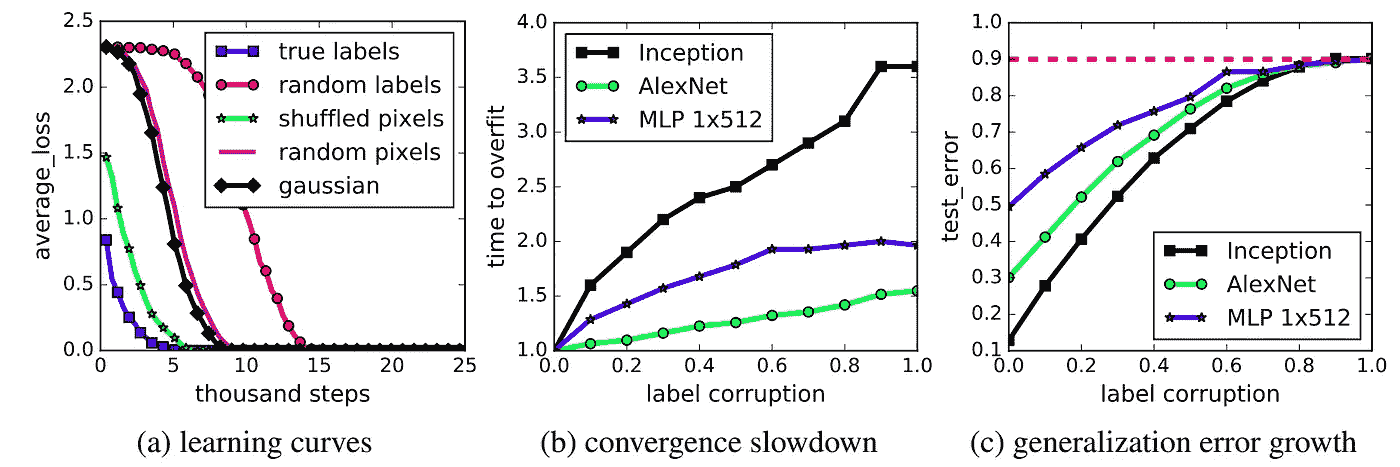 2.5
2.0
1.5
1.0
0.5
0.0
average_loss
true labels
random labels
shuffled pixels
random pixels
gaussian
0 5 10 15 20 25
thousand steps
(a) learning curves
4.0
3.5
3.0
2.5
2.0
1.5
1.0
time to overfit
Inception
AlexNet
MLP 1x512
0.0 0.2 0.4 0.6 0.8 1.0
label corruption
(b) convergence slowdown
1.0
0.9
0.8
0.7
0.6
0.5
0.4
0.3
0.2
0.1
test_error
Inception
AlexNet
MLP 1x512
0.0 0.2 0.4 0.6 0.8 1.0
label corruption
(c) generalization error growth